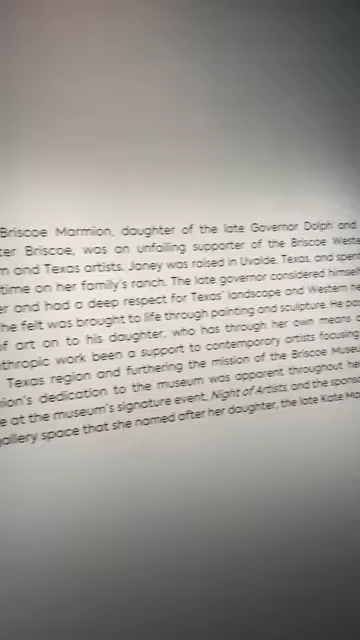 Briscoe Marmion, daughter of the late Governor Dolph and
ter Briscoe, was an unfailing supporter of the Briscoe Weste
m and Texas artists. Janey was raised in Uvalde, Texas, and spent
time on her family's ranch. The late governor considered himself
er and had a deep respect for Texas' landscape and Western he
he felt was brought to life through painting and sculpture. He pas
of art on to his daughter, who has through her own means a
nthropic work been a support to contemporary artists focusing
Texas region and furthering the mission of the Briscoe Museu
ion's dedication to the museum was apparent throughout her
e at the museum's signature event, Night of Artists, and the sponso
gallery space that she named after her daughter, the late Kate Ma